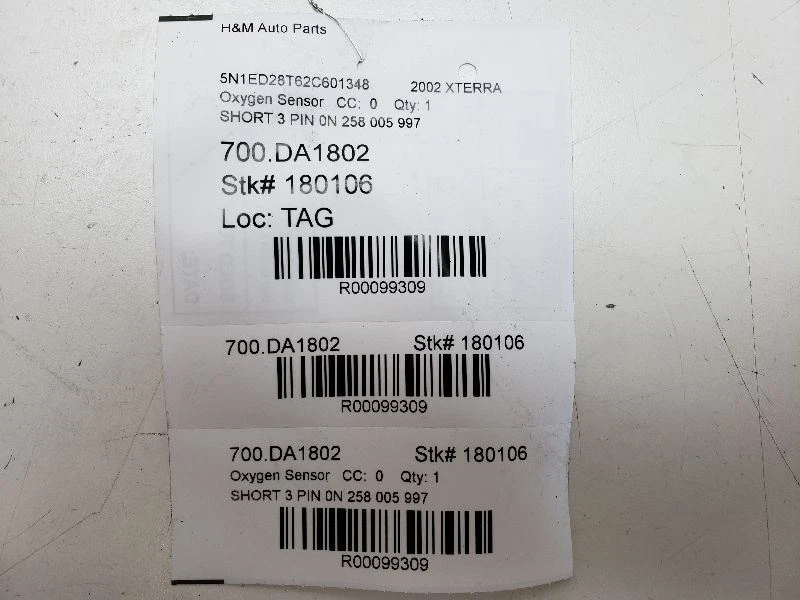 H&M Auto Parts
5N1ED28T62C601348 2002 XTERRA
Oxygen Sensor CC: 0 Qty: 1
SHORT 3 PIN 0N 258 005 997
700.DA1802
Stk# 180106
Loc: TAG
R00099309
700.DA1802 Stk# 180106
R00099309
700.DA1802 Stk# 180106
Oxygen Sensor CC: 0 Qty: 1
SHORT 3 PIN 0N 258 005 997
R00099309